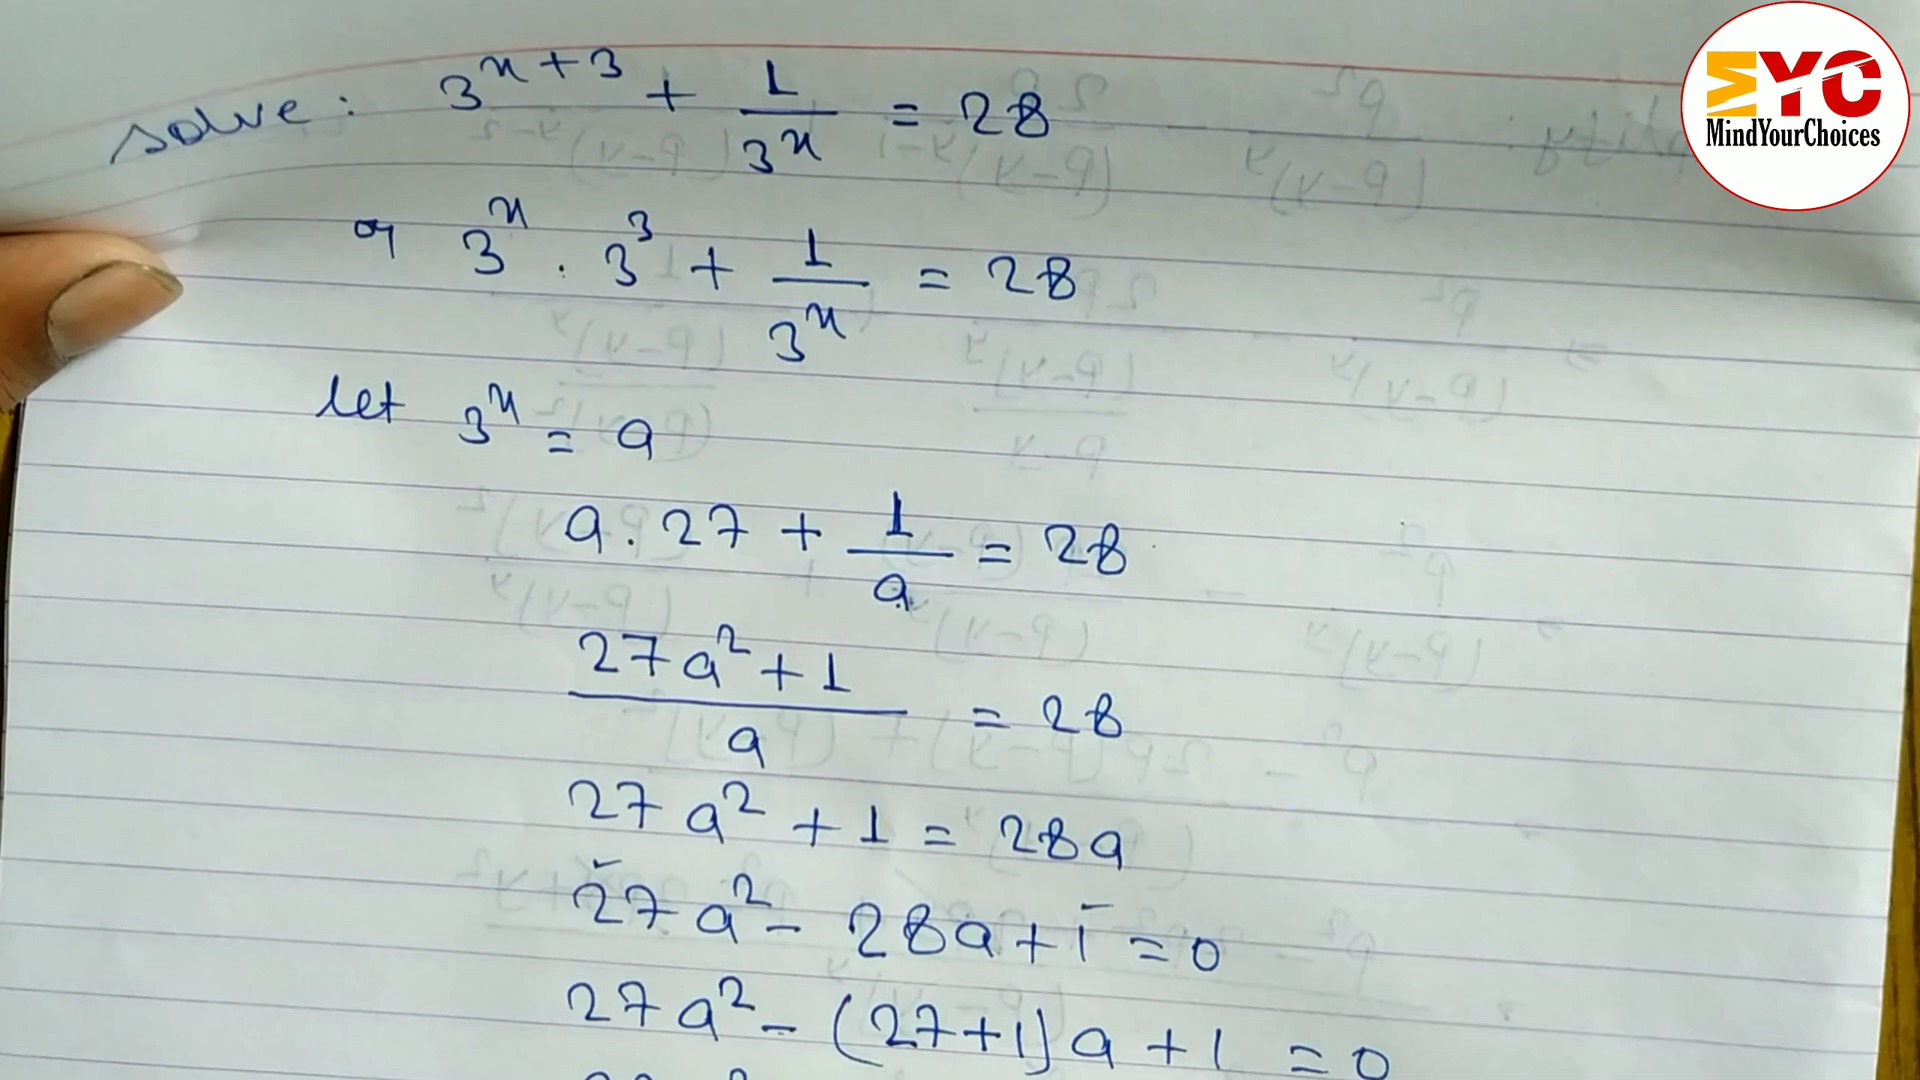 solve: 3^{x+3} + 1/3^x = 28
or 3^x . 3^3 + 1/3^x = 28
let 3^x = a
a.27 + 1/a = 28
27a^2+1/a = 28
27a^2 + 1 = 28a
27a^2 - 28a + 1 = 0
27a^2 - (27+1)a + 1 = 0
MYC
MindYourChoices